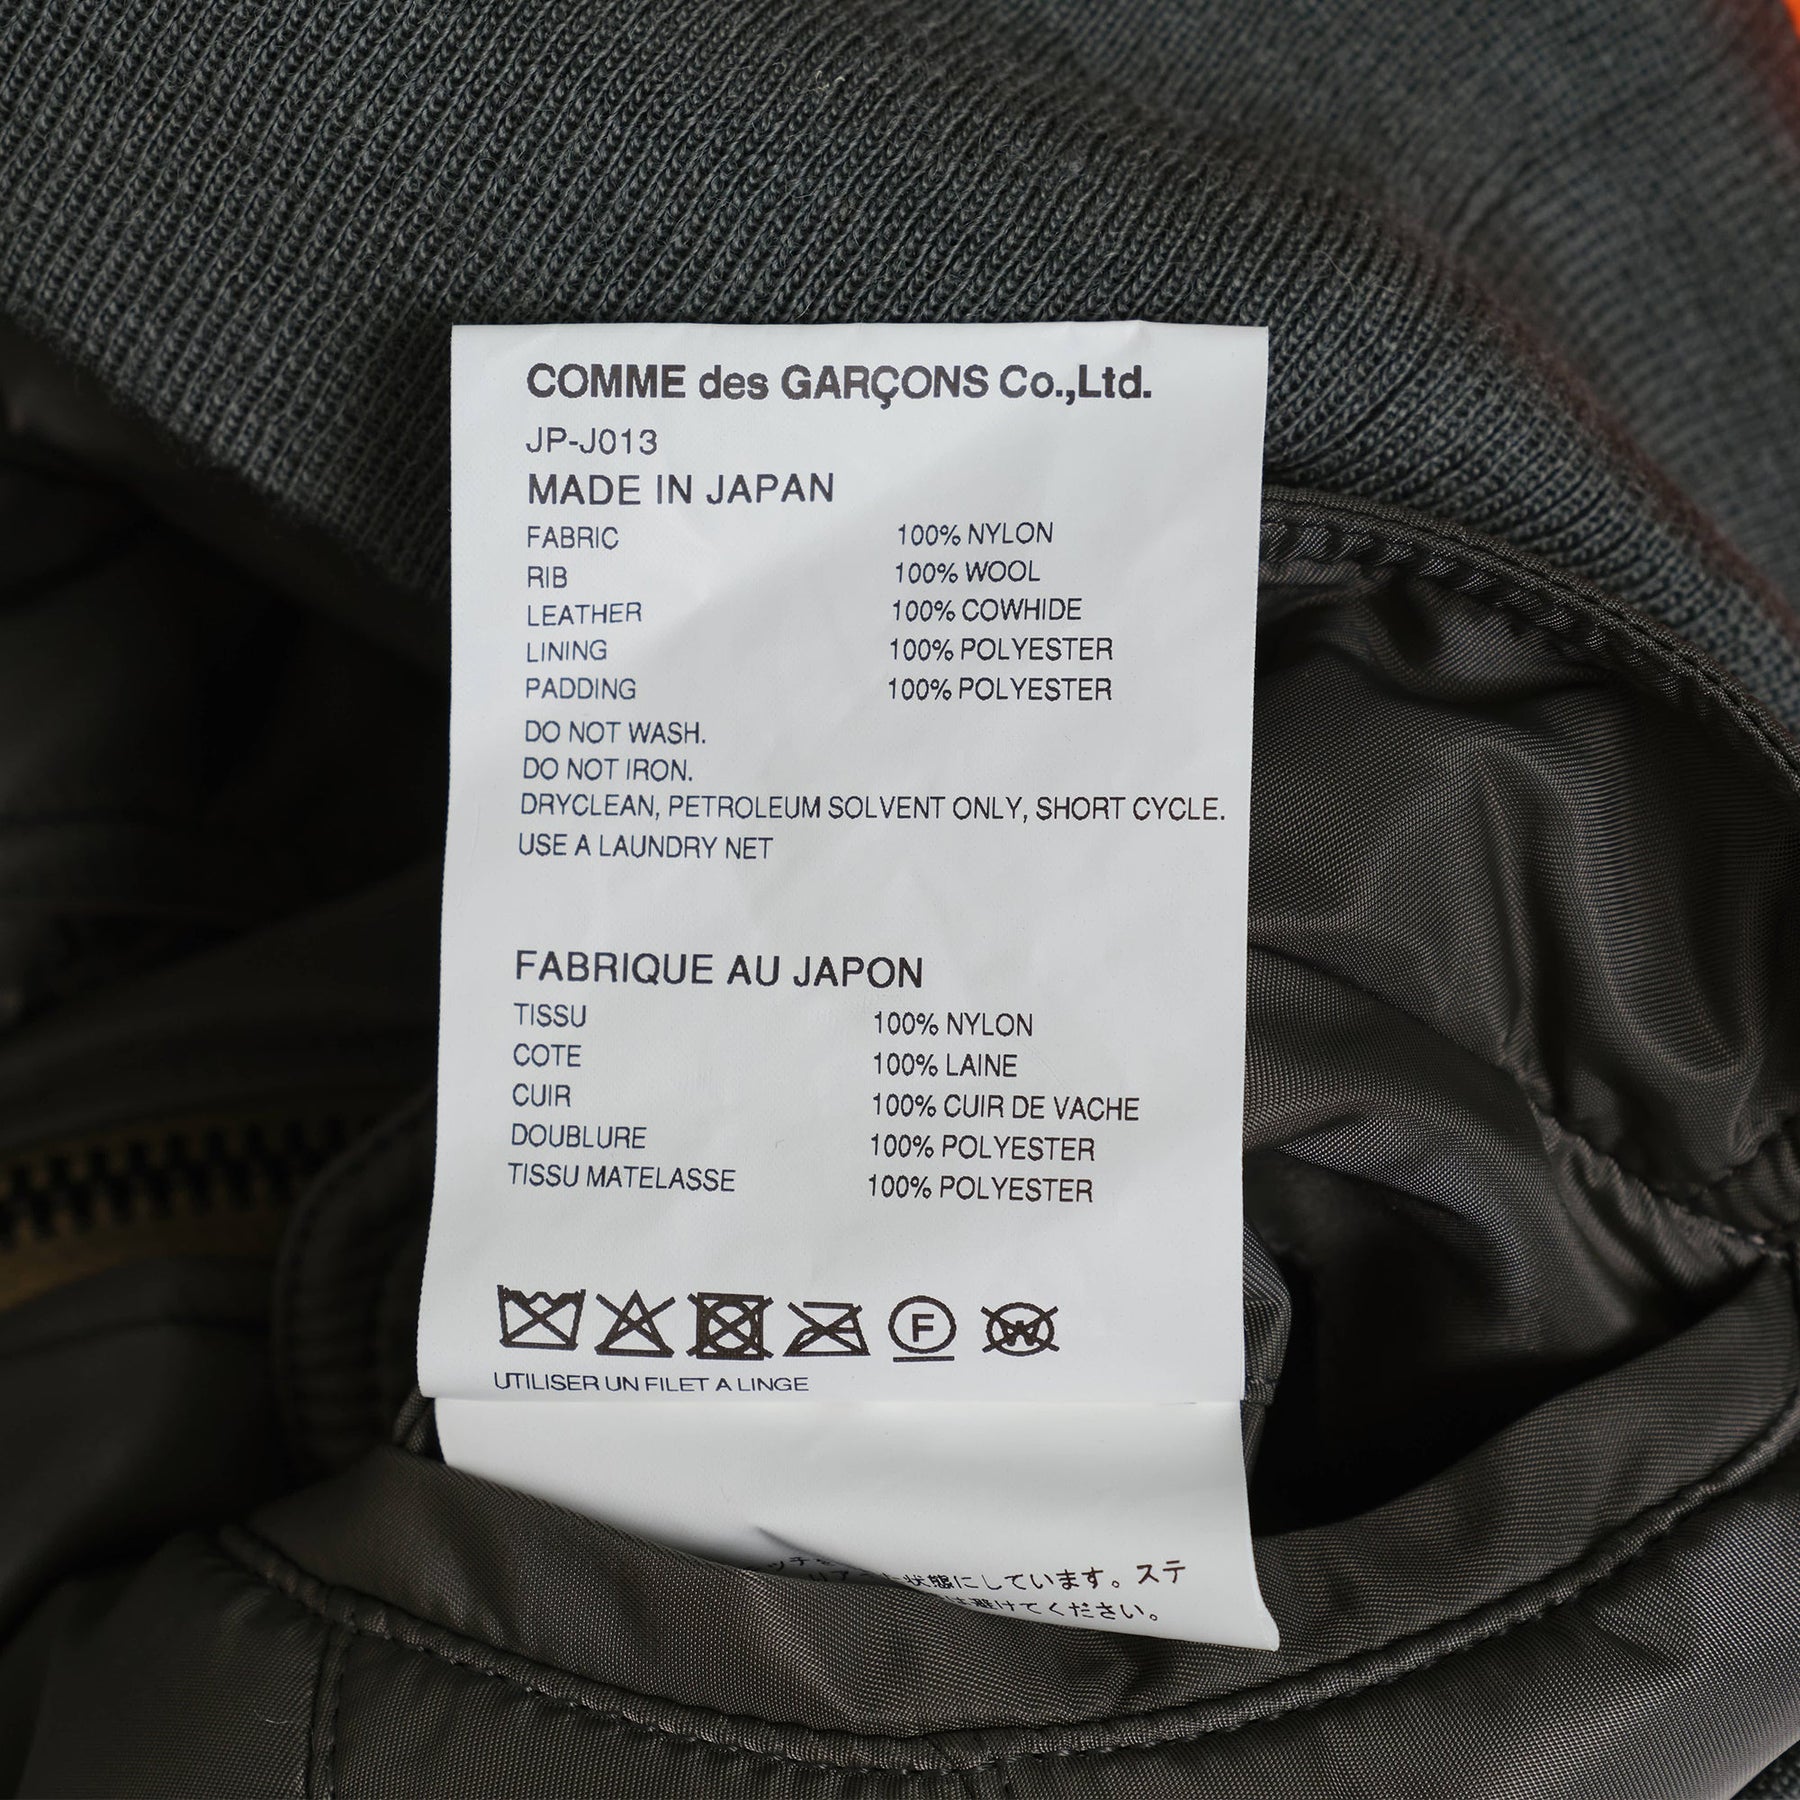 COMME des GARÇONS Co.,Ltd.
JP-J013
MADE IN JAPAN
FABRIC 100% NYLON
RIB 100% WOOL
LEATHER 100% COWHIDE
LINING 100% POLYESTER
PADDING 100% POLYESTER
DO NOT WASH.
DO NOT IRON.
DRYCLEAN, PETROLEUM SOLVENT ONLY, SHORT CYCLE.
USE A LAUNDRY NET
FABRIQUE AU JAPON
TISSU 100% NYLON
COTE 100% LAINE
CUIR 100% CUIR DE VACHE
DOUBLURE 100% POLYESTER
TISSU MATELASSE 100% POLYESTER
F W
UTILISER UN FILET A LINGE
状態にしています。ステ
避けてください。